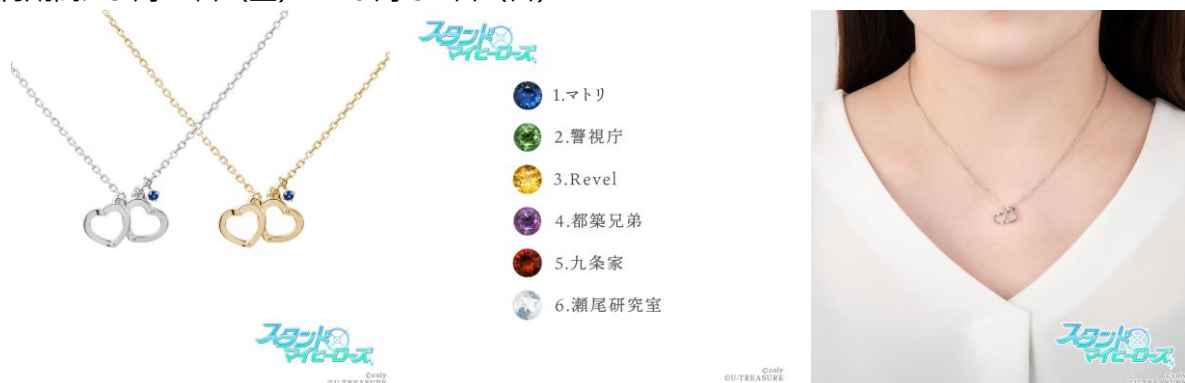 スタンド
マイヒーローズ
1.マトリ
2.警視庁
3.Revel
4.都築兄弟
5.九条家
6.瀬尾研究室
スタンド
マイヒーローズ
©coly
©U-TREASURE
©coly
©U-TREASURE
スタンド
マイヒーローズ
©coly
©U-TREASURE